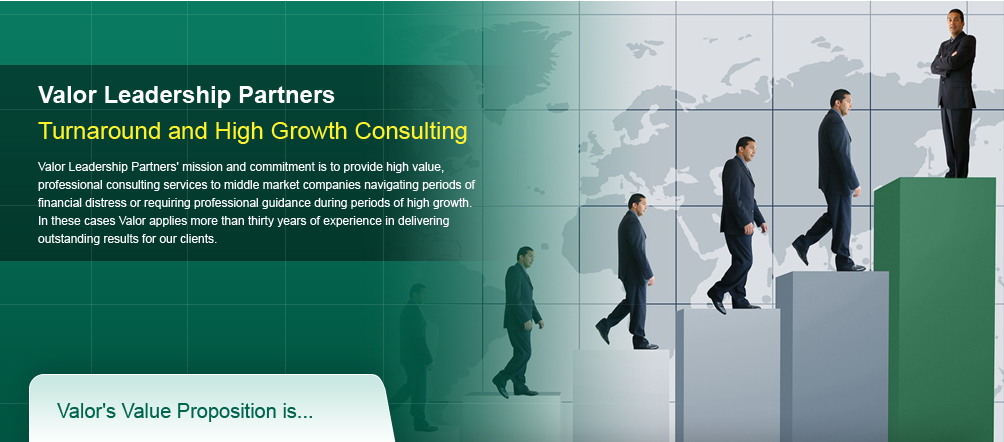 Valor Leadership Partners
Turnaround and High Growth Consulting
Valor Leadership Partners' mission and commitment is to provide high value,
professional consulting services to middle market companies navigating periods of
financial distress or requiring professional guidance during periods of high growth.
In these cases Valor applies more than thirty years of experience in delivering
outstanding results for our clients.
Valor's Value Proposition is...